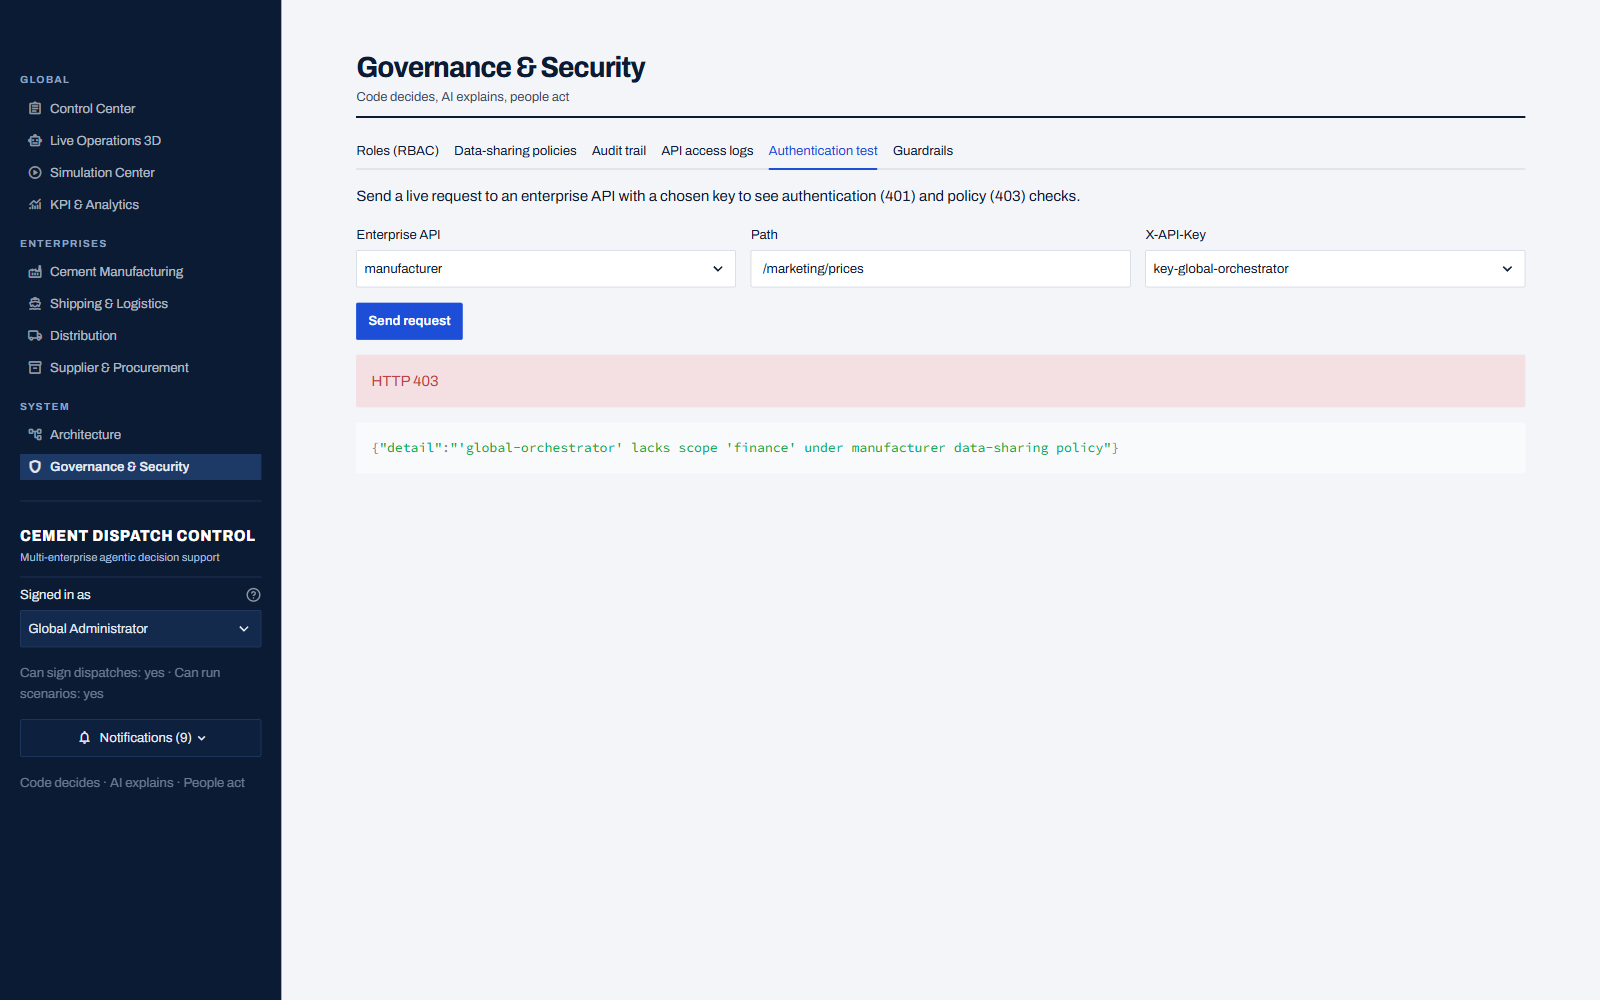 GLOBAL
Control Center
Live Operations 3D
Simulation Center
KPI & Analytics
ENTERPRISES
Cement Manufacturing
Shipping & Logistics
Distribution
Supplier & Procurement
SYSTEM
Architecture
Governance & Security
CEMENT DISPATCH CONTROL
Multi-enterprise agentic decision support
Signed in as
Global Administrator
Can sign dispatches: yes · Can run
scenarios: yes
Notifications (9)
Code decides · AI explains · People act
Governance & Security
Code decides, AI explains, people act
Roles (RBAC) Data-sharing policies Audit trail API access logs Authentication test Guardrails
Send a live request to an enterprise API with a chosen key to see authentication (401) and policy (403) checks.
Enterprise API Path X-API-Key
manufacturer /marketing/prices key-global-orchestrator
Send request
HTTP 403
{"detail":"'global-orchestrator' lacks scope 'finance' under manufacturer data-sharing policy"}